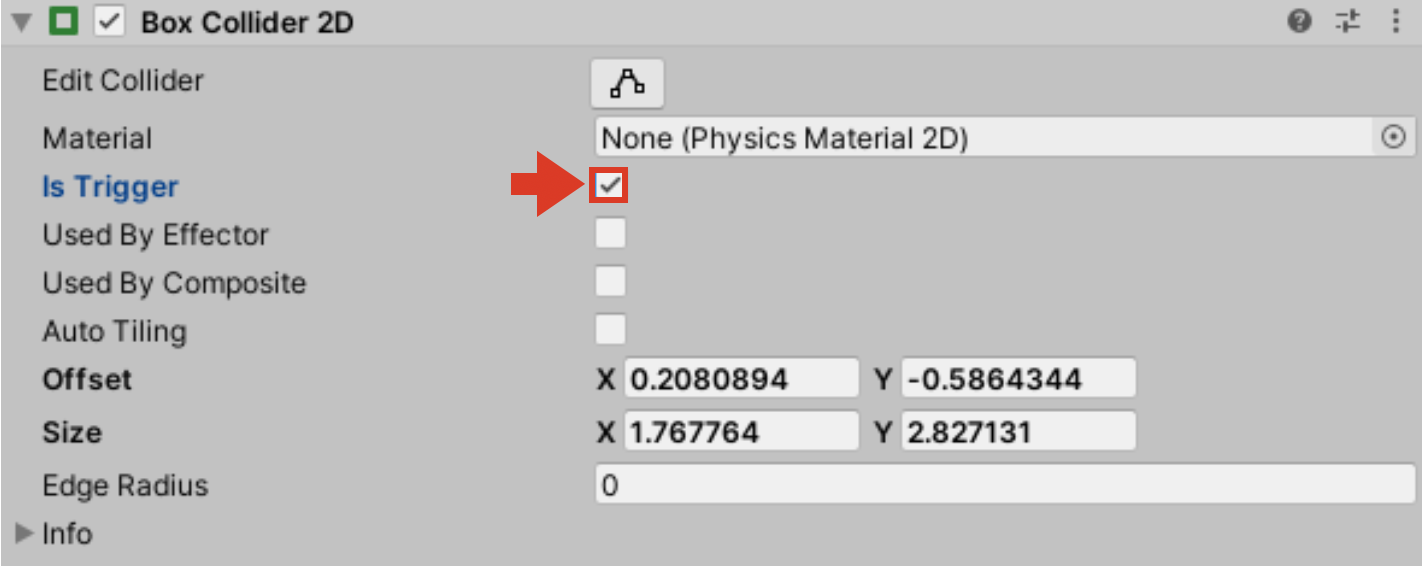 Box Collider 2D
Edit Collider
Material None (Physics Material 2D)
Is Trigger
Used By Effector
Used By Composite
Auto Tiling
Offset X 0.2080894 Y -0.5864344
Size X 1.767764 Y 2.827131
Edge Radius 0
Info